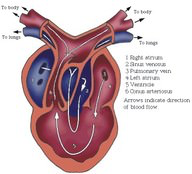 To body
To body
To lungs
To lungs
1 Right atrium
2 Sinus venosus
3 Pulmonary vein
4 Left atrium
5 Ventricle
6 Conus arteriosus
Arrows indicate direction
of blood flow